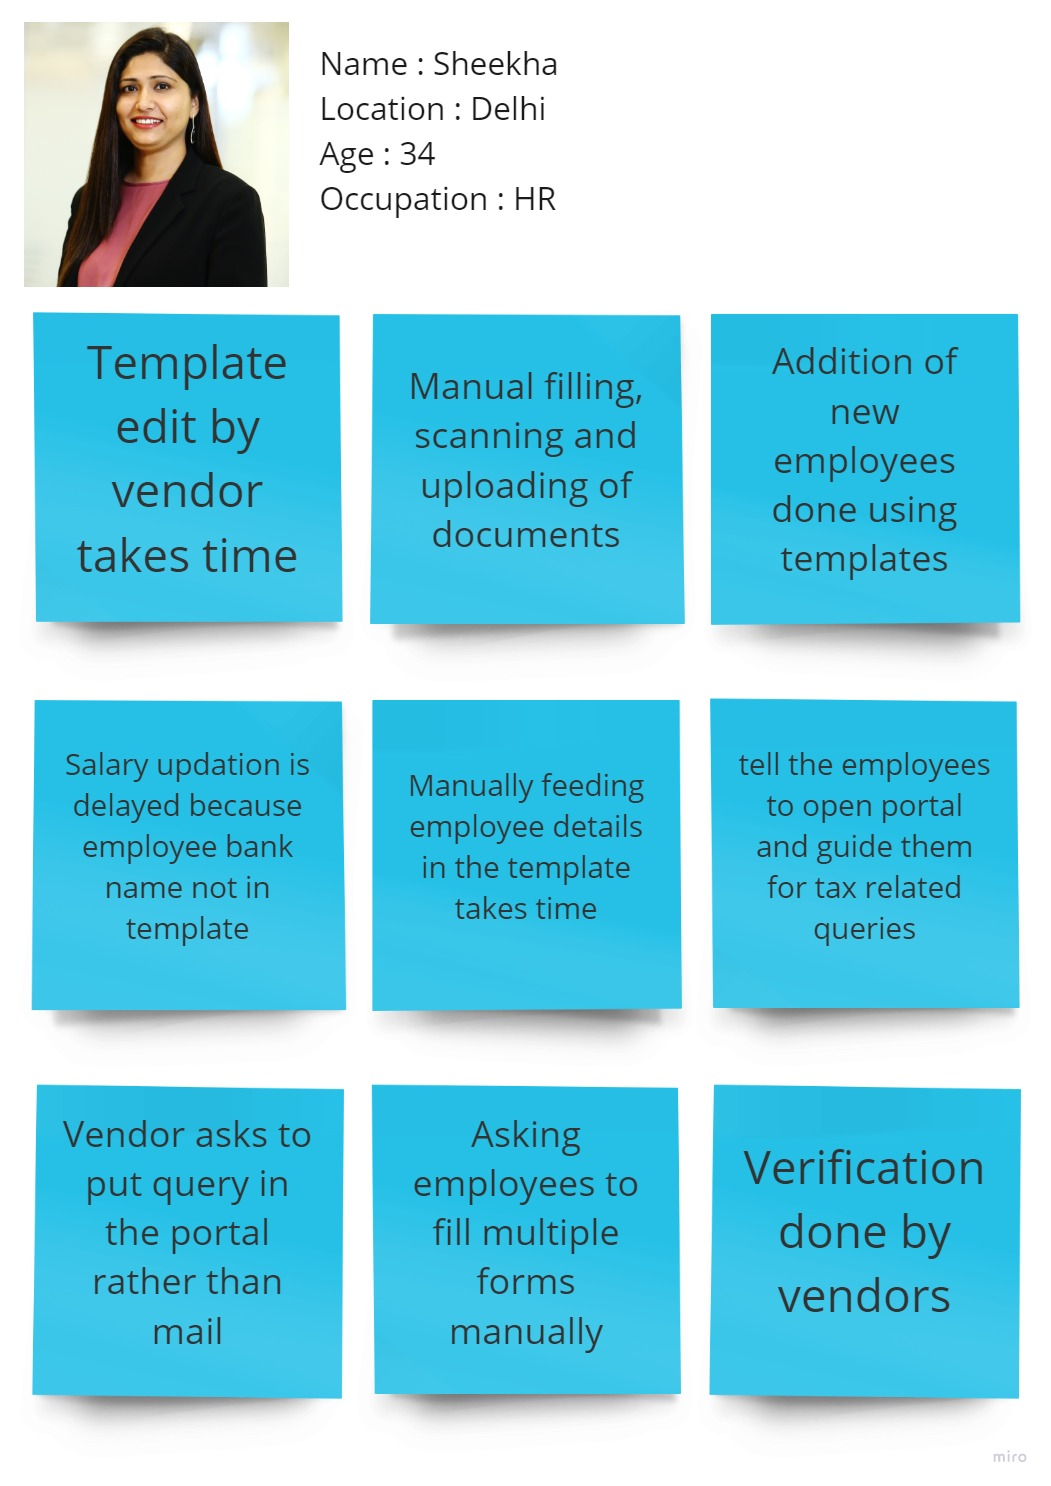 Name : Sheekha
Location : Delhi
Age : 34
Occupation : HR
Template
edit by
vendor
takes time
Manual filling,
scanning and
uploading of
documents
Addition of
new
employees
done using
templates
Salary updation is
delayed because
employee bank
name not in
template
Manually feeding
employee details
in the template
takes time
tell the employees
to open portal
and guide them
for tax related
queries
Vendor asks to
put query in
the portal
rather than
mail
Asking
employees to
fill multiple
forms
manually
Verification
done by
vendors
miro